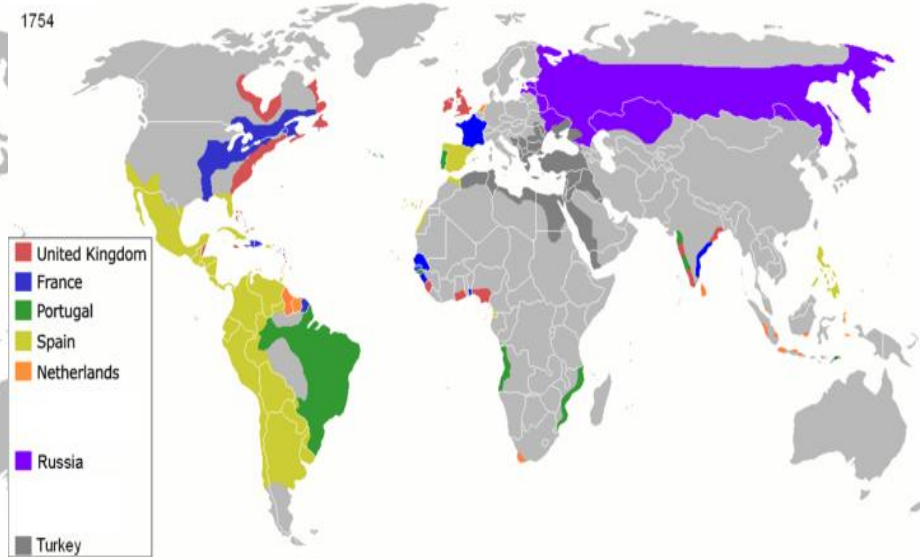 1754
United Kingdom
France
Portugal
Spain
Netherlands
Russia
Turkey